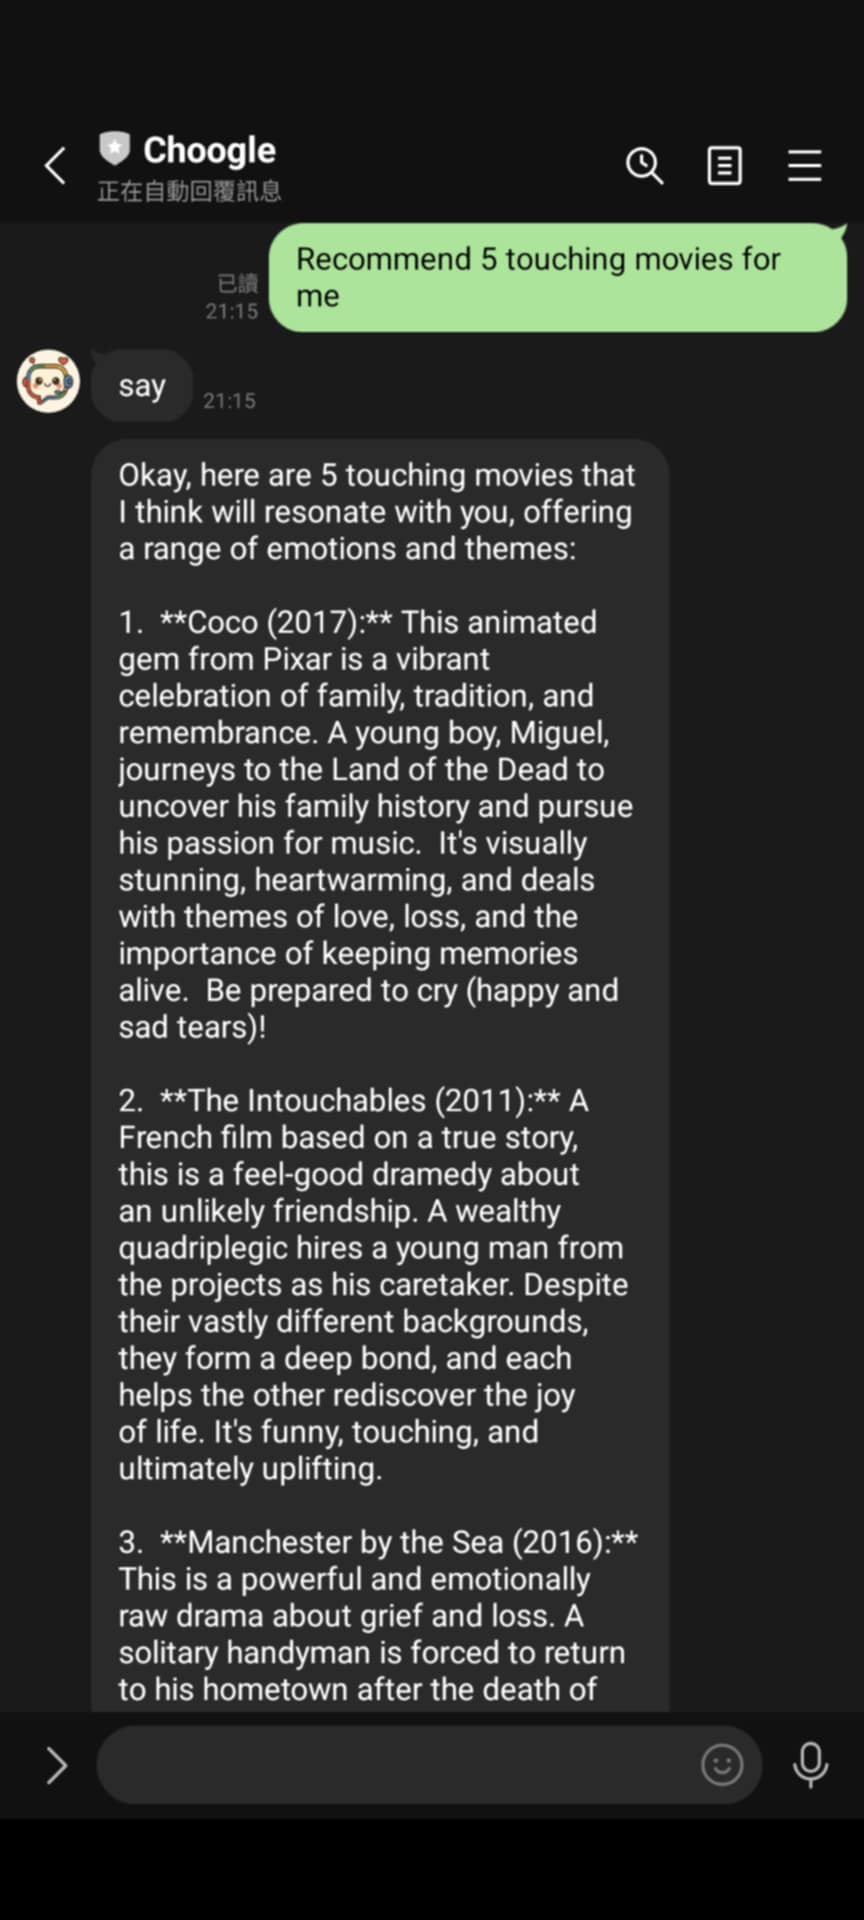 Choogle
正在自動回覆訊息
Recommend 5 touching movies for
me
已讀
21:15
say
21:15
Okay, here are 5 touching movies that
I think will resonate with you, offering
a range of emotions and themes:
1.  **Coco (2017):** This animated
gem from Pixar is a vibrant
celebration of family, tradition, and
remembrance. A young boy, Miguel,
journeys to the Land of the Dead to
uncover his family history and pursue
his passion for music.  It's visually
stunning, heartwarming, and deals
with themes of love, loss, and the
importance of keeping memories
alive.  Be prepared to cry (happy and
sad tears)!
2.  **The Intouchables (2011):** A
French film based on a true story,
this is a feel-good dramedy about
an unlikely friendship. A wealthy
quadriplegic hires a young man from
the projects as his caretaker. Despite
their vastly different backgrounds,
they form a deep bond, and each
helps the other rediscover the joy
of life. It's funny, touching, and
ultimately uplifting.
3.  **Manchester by the Sea (2016):**
This is a powerful and emotionally
raw drama about grief and loss. A
solitary handyman is forced to return
to his hometown after the death of